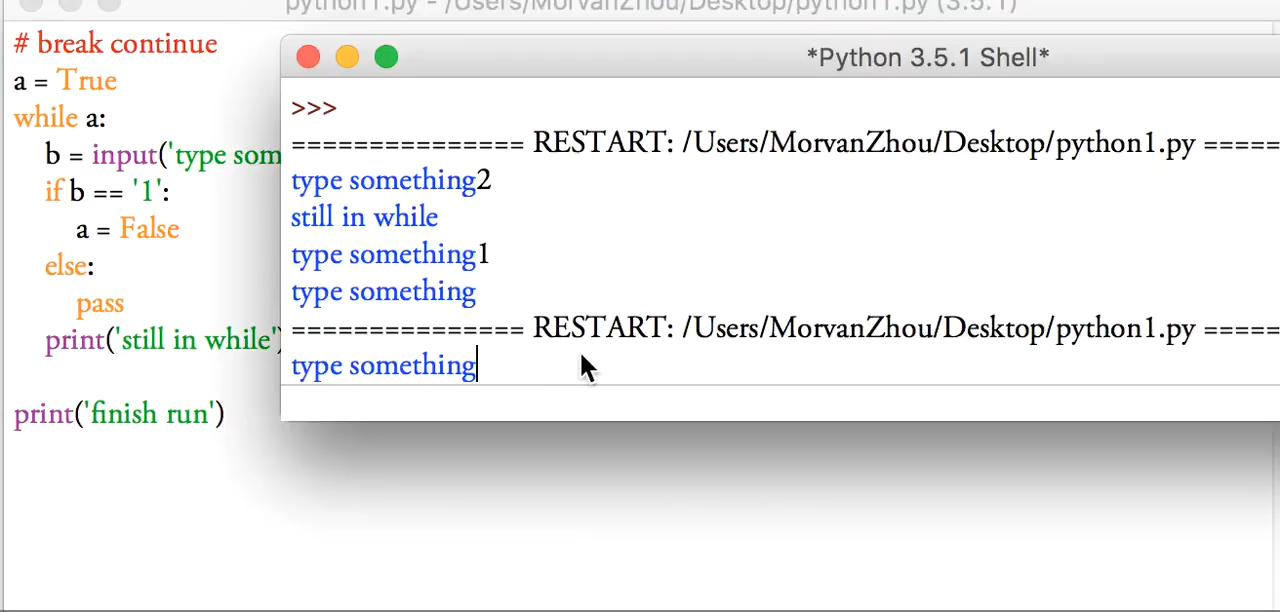 python1.py - /Users/MorvanZhou/Desktop/python1.py (3.5.1)
# break continue
a = True
while a:
b = input('type som
if b == '1':
a = False
else:
pass
print('still in while')
print('finish run')
*Python 3.5.1 Shell*
>>>
=============== RESTART: /Users/MorvanZhou/Desktop/python1.py =====
type something2
still in while
type something1
type something
=============== RESTART: /Users/MorvanZhou/Desktop/python1.py =====
type something